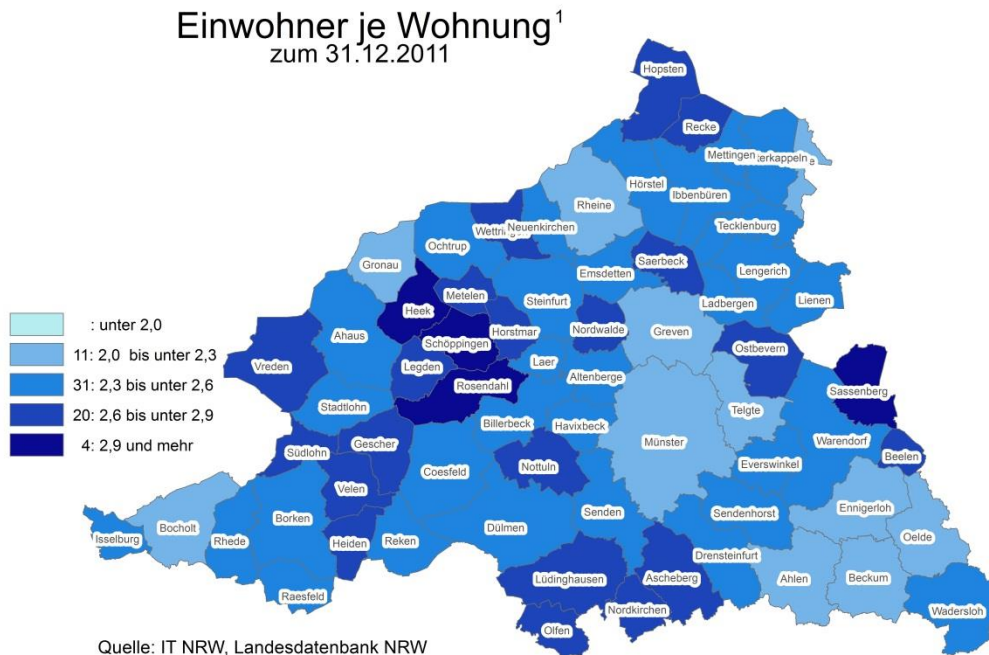 Einwohner je Wohnung¹
zum 31.12.2011
Hopsten
Recke
Mettingen
terkappeln
Hörstel
Ibbenbüren
Rheine
Wettringen
Neuenkirchen
Tecklenburg
Ochtrup
Gronau
Saerbeck
Emsdetten
Lengerich
Metelen
Steinfurt
Ladbergen
Lienen
Heek
Horstmar
Nordwalde
Greven
Ahaus
Schöppingen
Ostbevern
Vreden
Legden
Laer
Altenberge
Rosendahl
Sassenberg
Stadtlohn
Telgte
Billerbeck
Havixbeck
Münster
Warendorf
Gescher
Südlohn
Beelen
Coesfeld
Nottuln
Everswinkel
Velen
Ennigerloh
Borken
Senden
Sendenhorst
Bocholt
Dülmen
Oelde
Isselburg
Rhede
Heiden
Reken
Drensteinfurt
Lüdinghausen
Ascheberg
Ahlen
Beckum
Raesfeld
Nordkirchen
Wadersloh
Olfen
: unter 2,0
11: 2,0 bis unter 2,3
31: 2,3 bis unter 2,6
20: 2,6 bis unter 2,9
4: 2,9 und mehr
Quelle: IT NRW, Landesdatenbank NRW